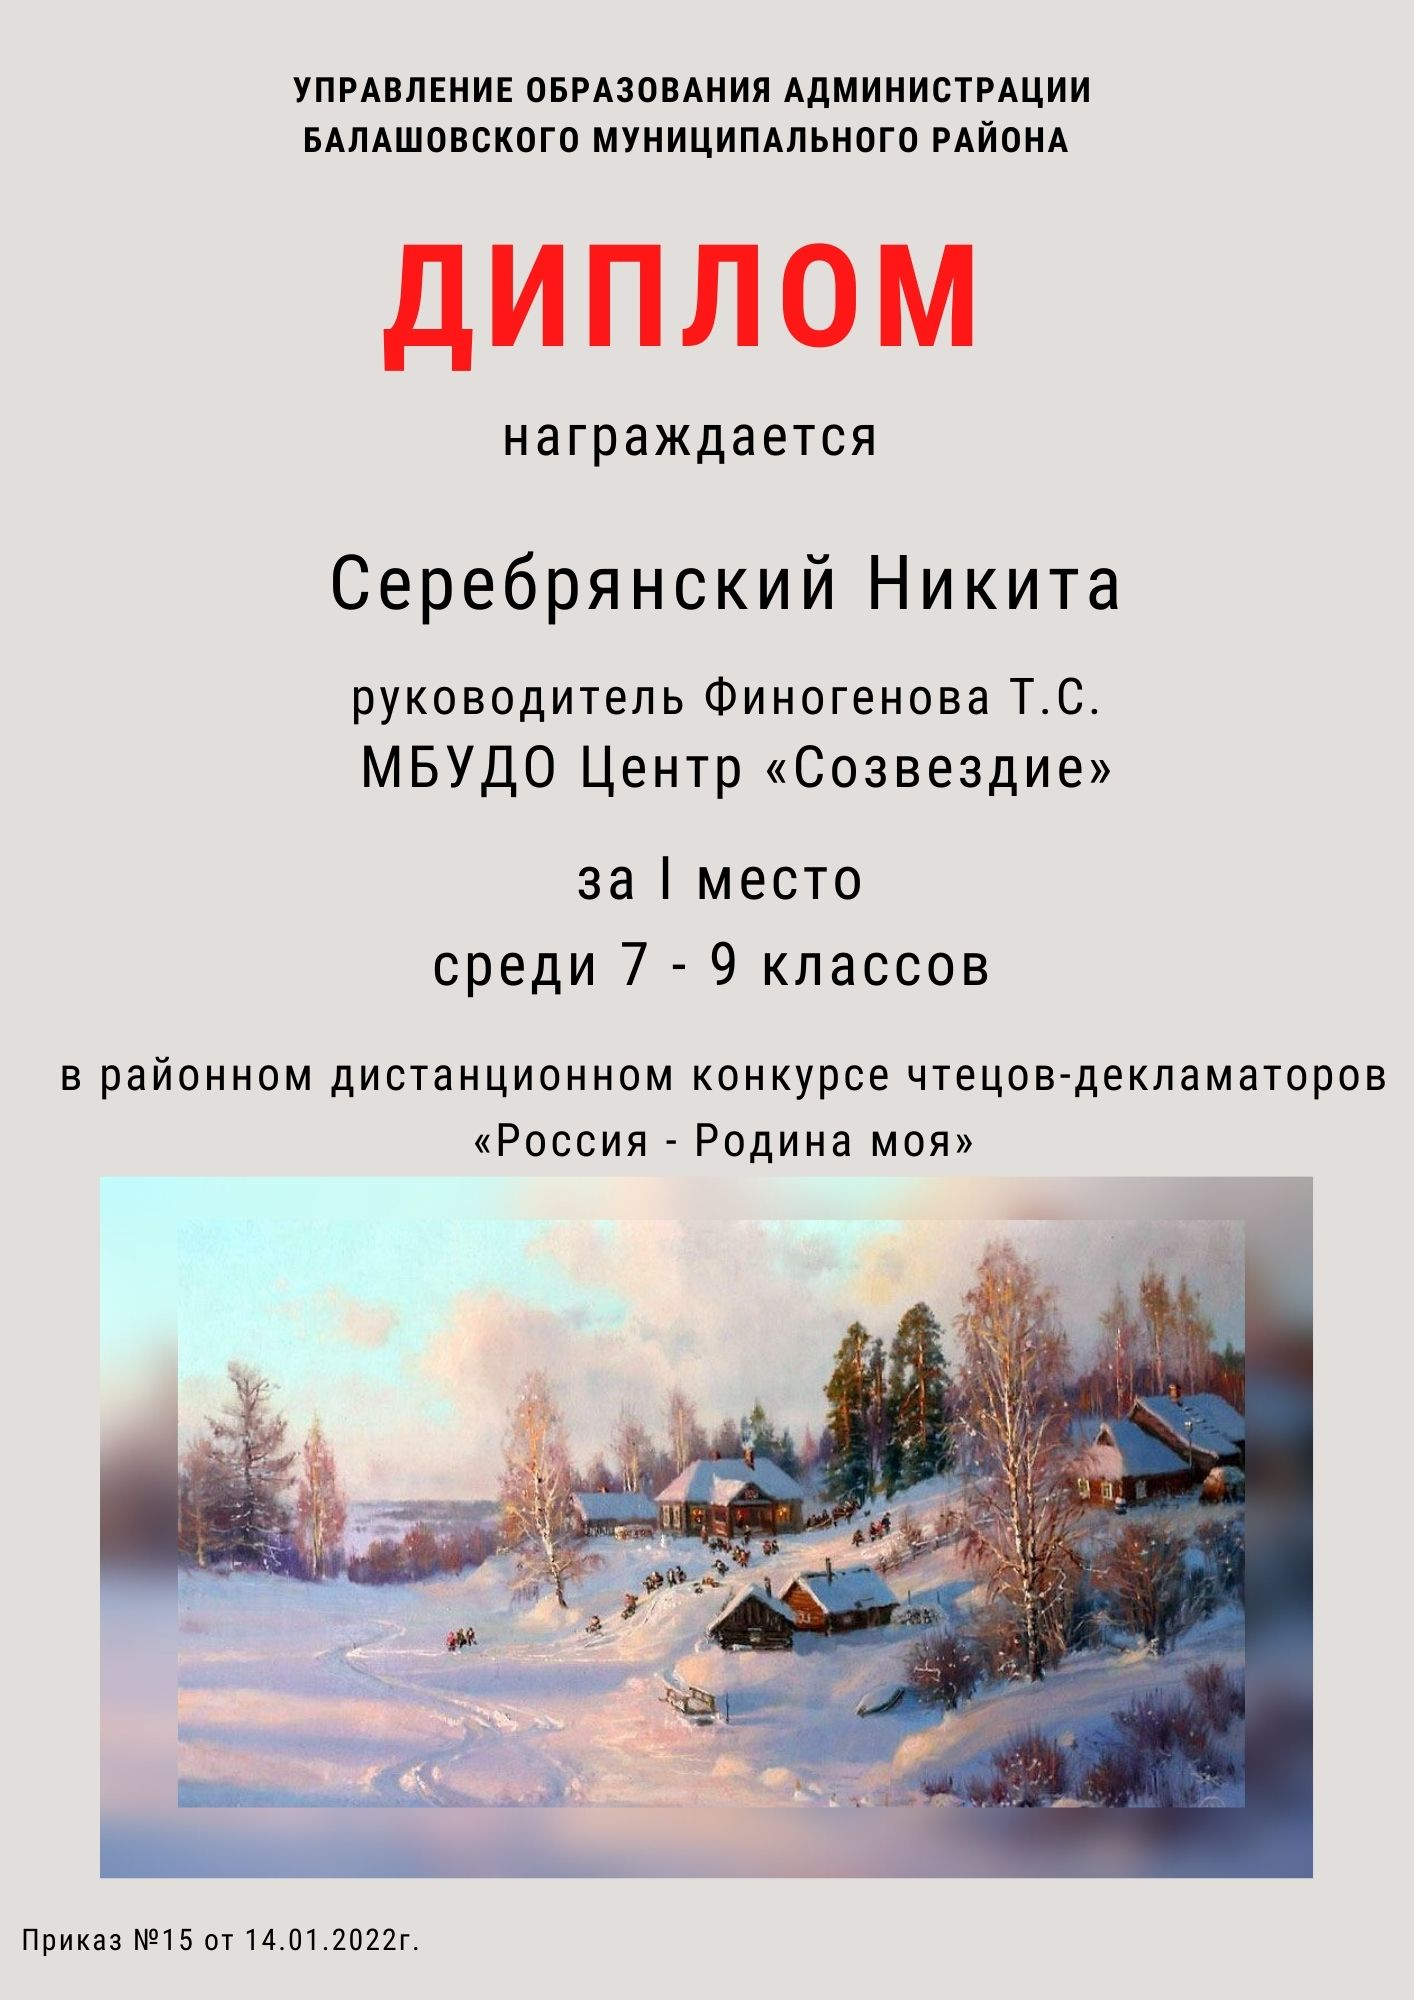 УПРАВЛЕНИЕ ОБРАЗОВАНИЯ АДМИНИСТРАЦИИ
БАЛАШОВСКОГО МУНИЦИПАЛЬНОГО РАЙОНА
ДИПЛОМ
награждается
Серебрянский Никита
руководитель Финогенова Т.С.
МБУДО Центр «Созвездие»
за I место
среди 7 - 9 классов
в районном дистанционном конкурсе чтецов-декламаторов
«Россия - Родина моя»
Приказ №15 от 14.01.2022г.